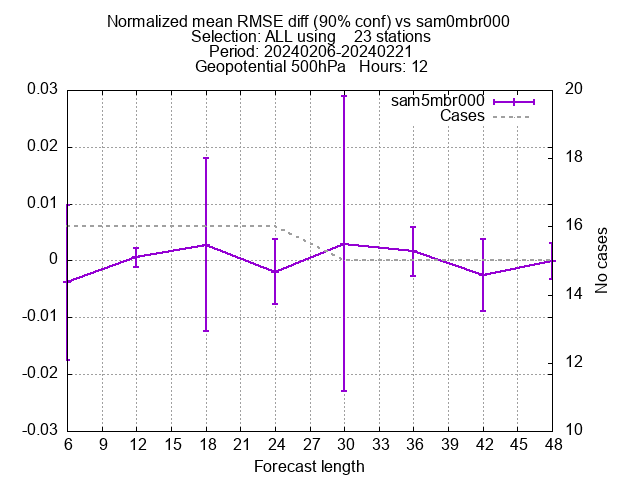 Normalized mean RMSE diff (90% conf) vs sam0mbr000
Selection: ALL using    23 stations
Period: 20240206-20240221
Geopotential 500hPa   Hours: 12
sam5mbr000
Cases
0.03
0.02
0.01
0
-0.01
-0.02
-0.03
20
18
16
14
12
10
No cases
6 12 15 18 21 24 27 30 33 36 39 42 45 48
Forecast length